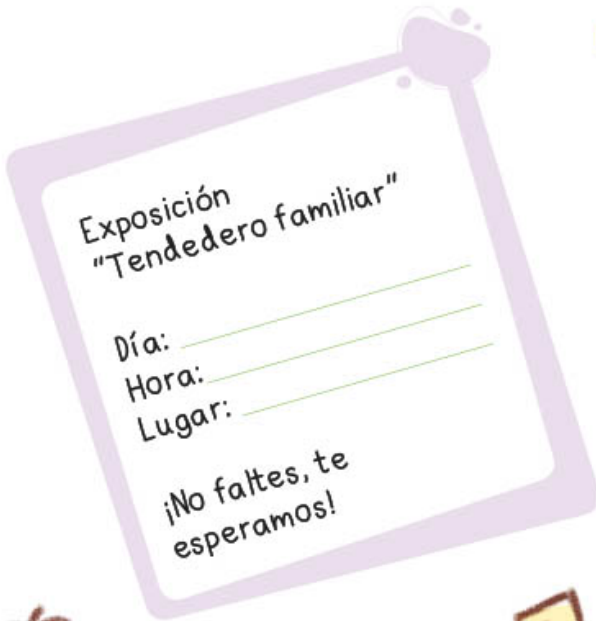 Exposición
"Tendedero familiar"
Día:
Hora:
Lugar:
¡No faltes, te
esperamos!